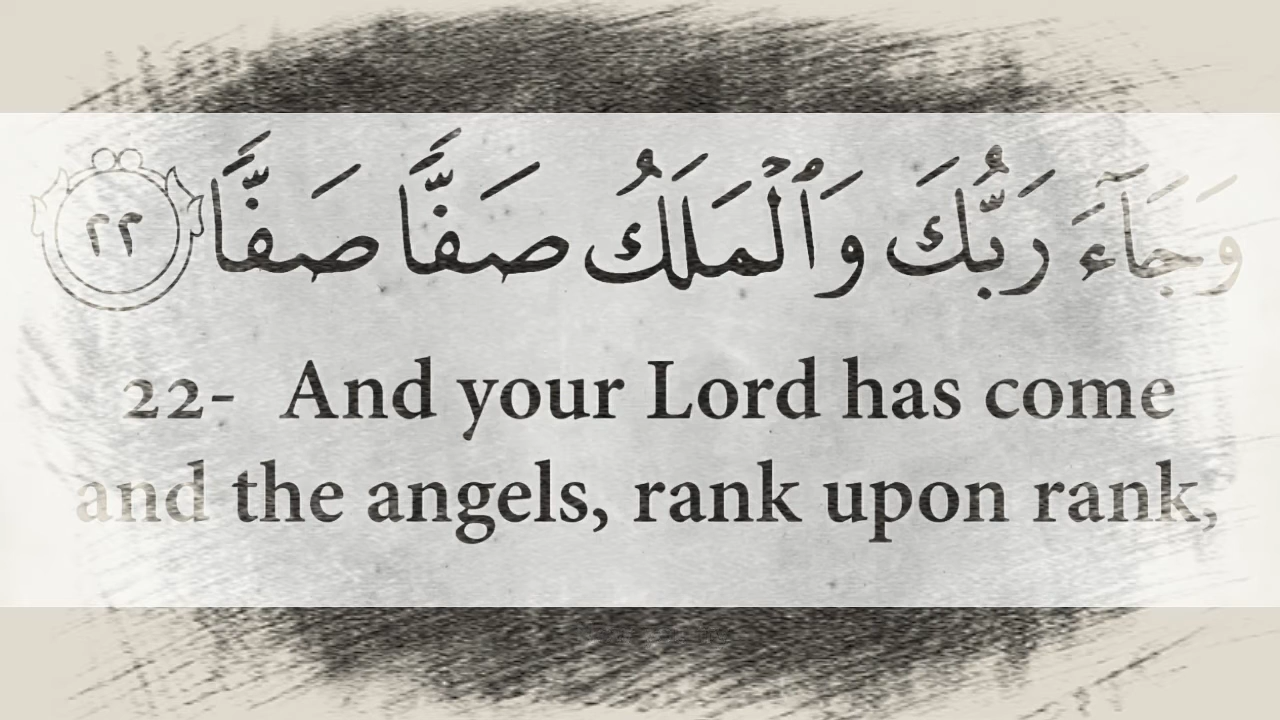 وَجَآءَ رَبُّكَ وَٱلْمَلَكُ صَفًّۭا صَفًّۭا ٢٢
22- And your Lord has come
and the angels, rank upon rank,